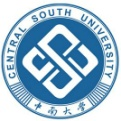 CENTRAL SOUTH UNIVERSITY
中南大学